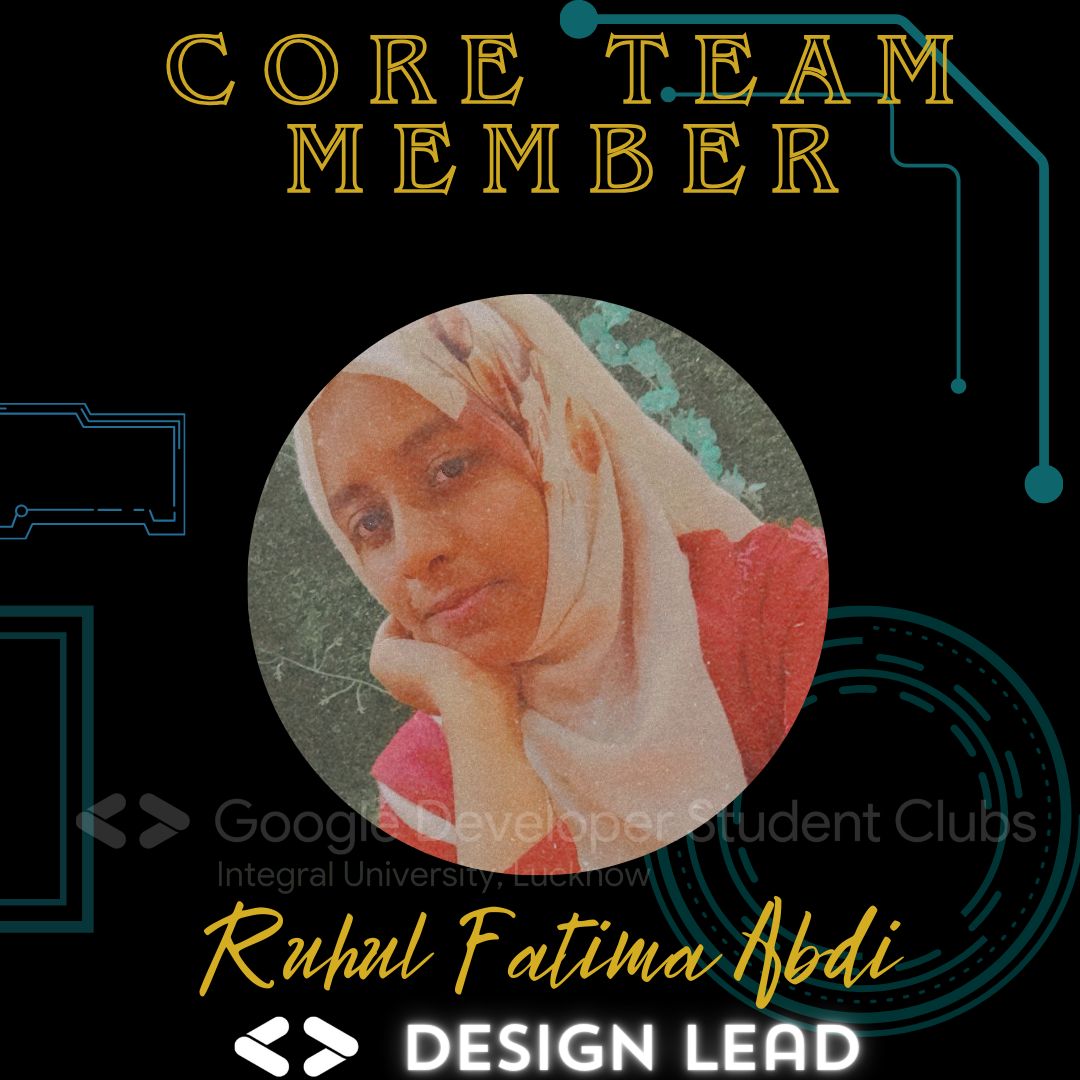 CORE TEAM
MEMBER
Google Developer Student Clubs
Integral University, Lucknow
Ruhul Fatima Abdi
DESIGN LEAD